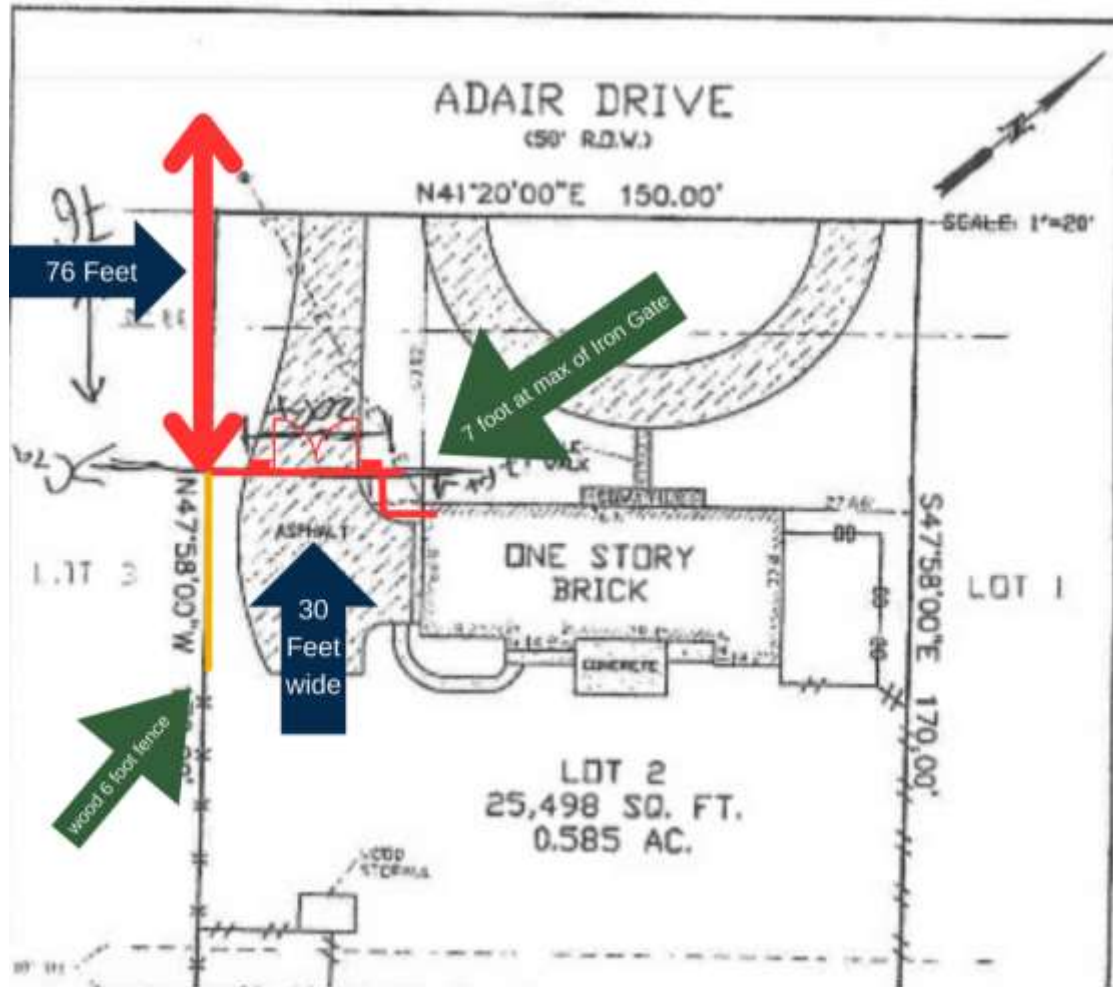 ADAIR DRIVE
(50' R.O.W.)
N41°20'00"E 150.00'
SCALE: 1"=20'
N
76'
76 Feet
7 foot at max of Iron Gate
WALK
ASPHALT
N47°58'00"W
LOT 3
30
Feet
wide
ONE STORY
BRICK
CONCRETE
S47°58'00"E 170.00'
LOT 1
wood 6 foot fence
LOT 2
25,498 SQ. FT.
0.585 AC.
WOOD